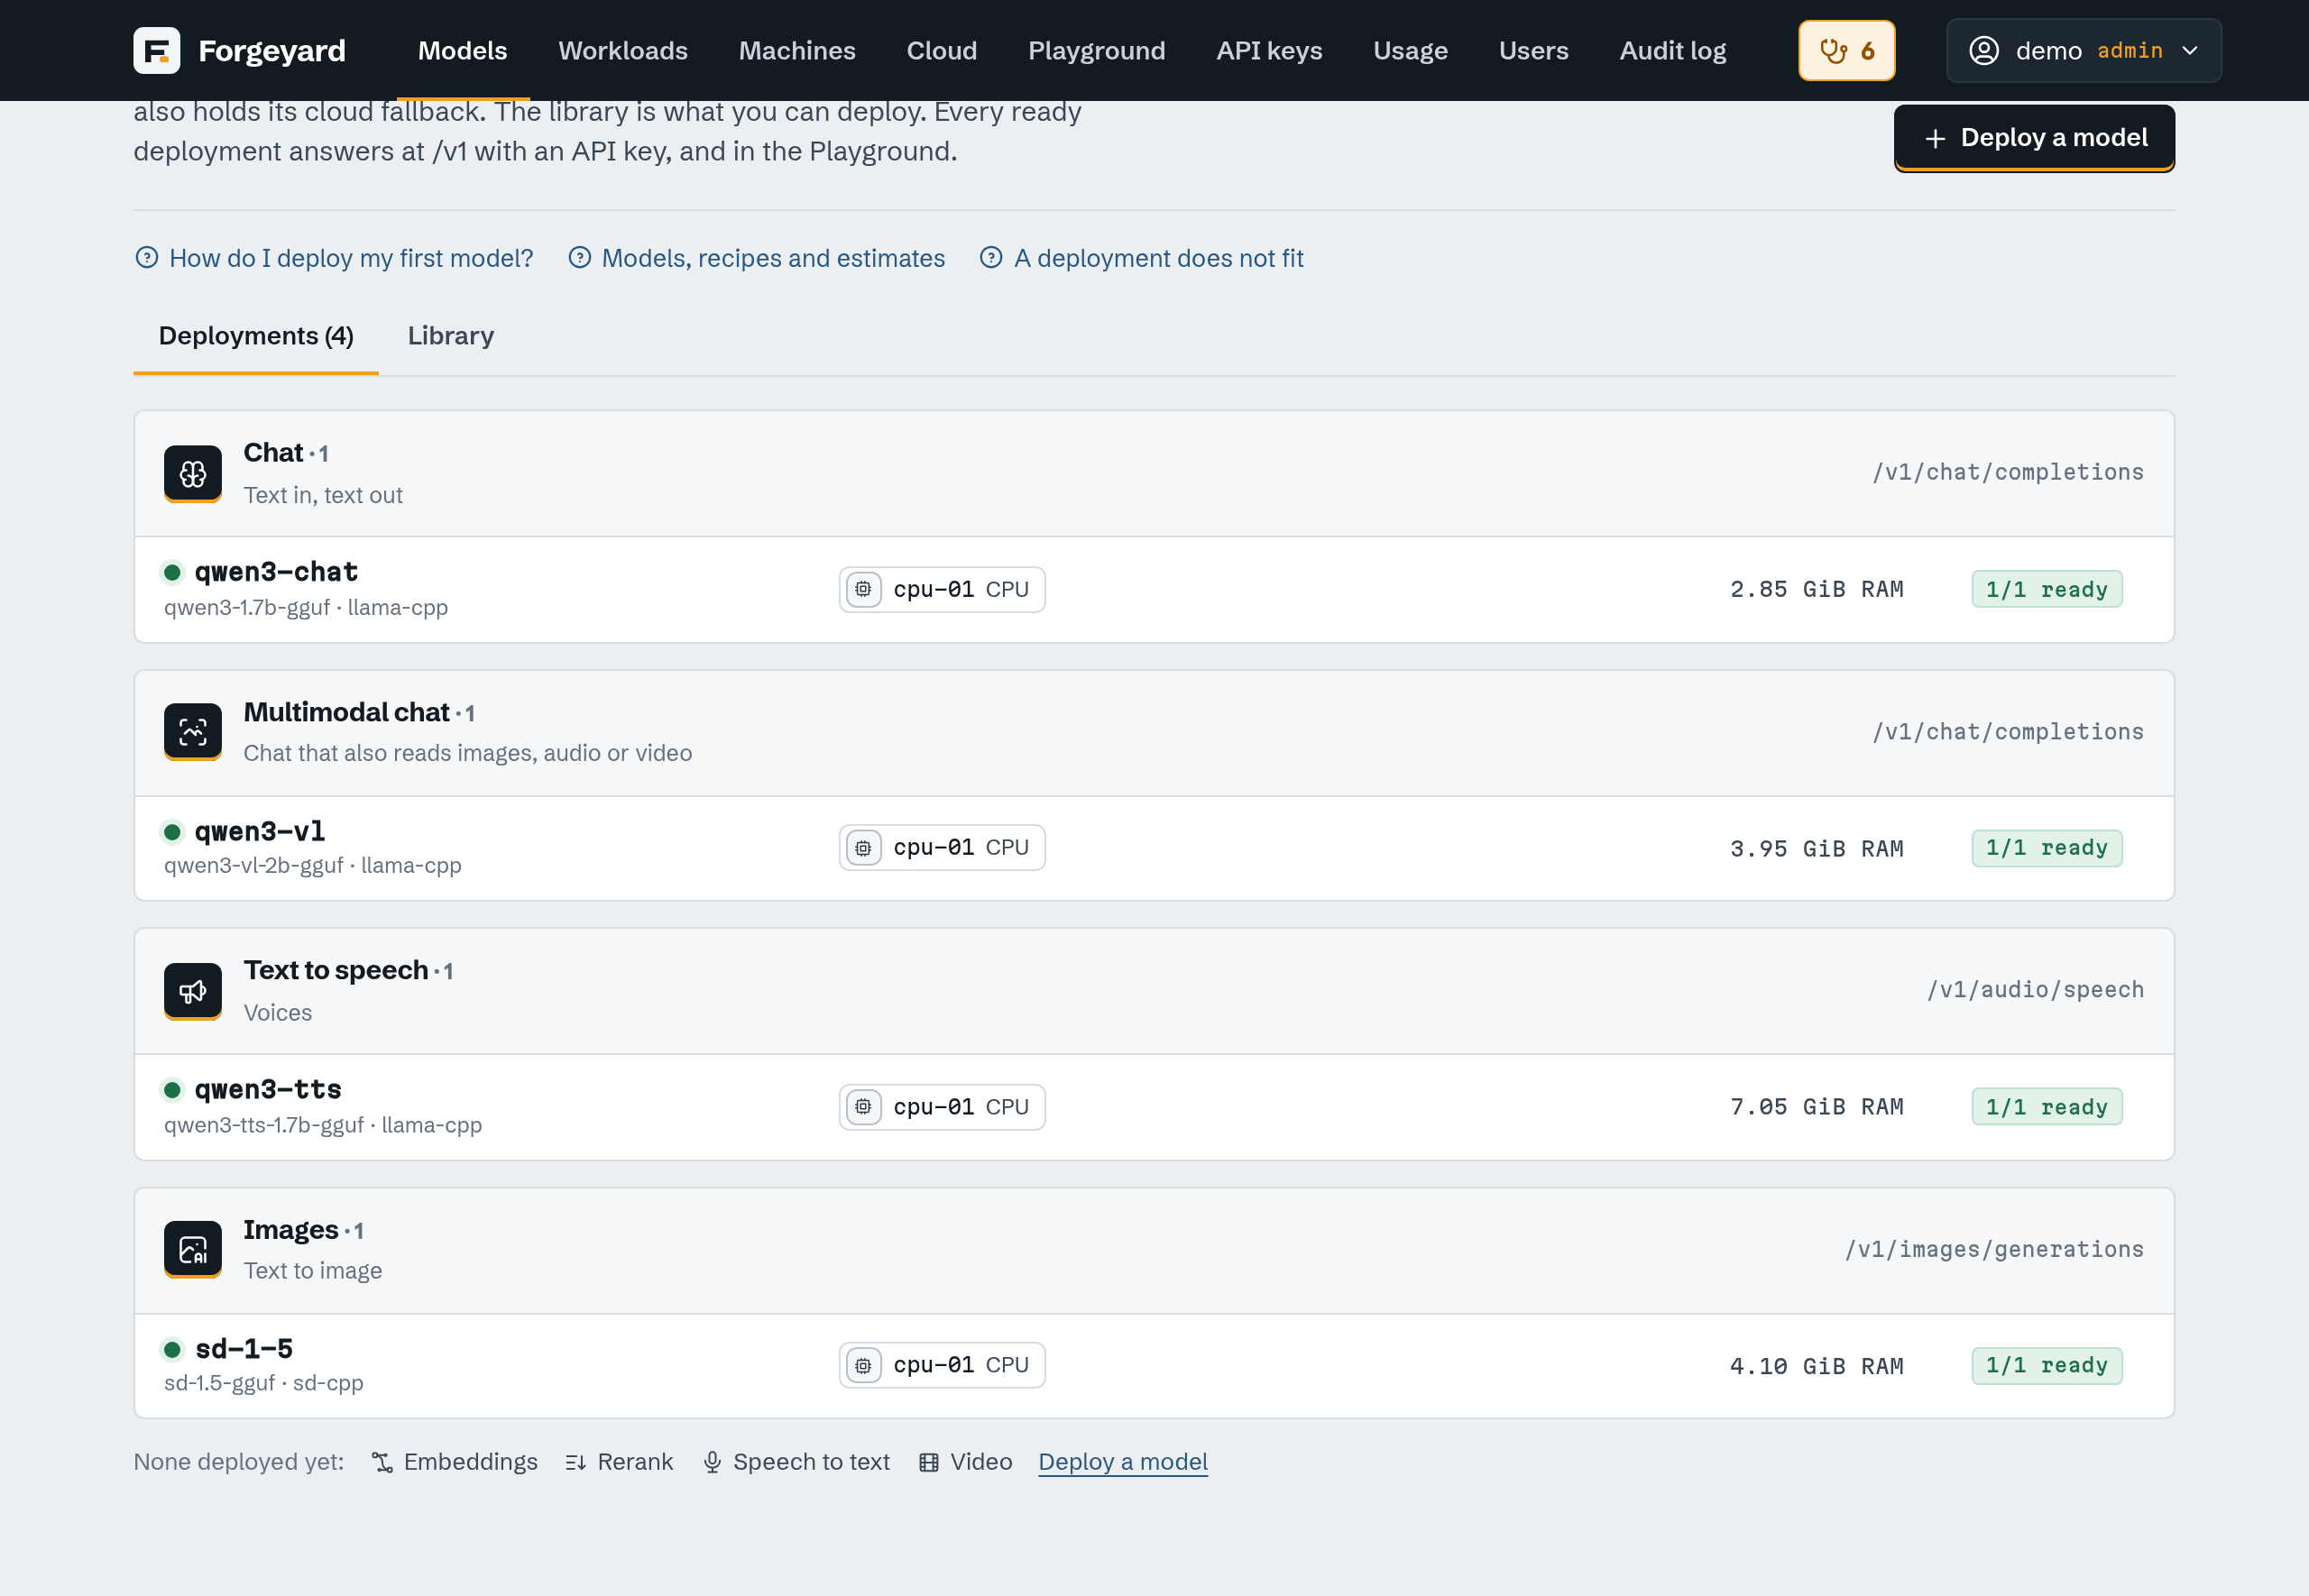 Forgeyard
Models
Workloads
Machines
Cloud
Playground
API keys
Usage
Users
Audit log
6
demo admin
also holds its cloud fallback. The library is what you can deploy. Every ready
deployment answers at /v1 with an API key, and in the Playground.
+ Deploy a model
How do I deploy my first model?
Models, recipes and estimates
A deployment does not fit
Deployments (4)
Library
Chat · 1
Text in, text out
/v1/chat/completions
qwen3-chat
qwen3-1.7b-gguf · llama-cpp
cpu-01 CPU
2.85 GiB RAM
1/1 ready
Multimodal chat · 1
Chat that also reads images, audio or video
/v1/chat/completions
qwen3-vl
qwen3-vl-2b-gguf · llama-cpp
cpu-01 CPU
3.95 GiB RAM
1/1 ready
Text to speech · 1
Voices
/v1/audio/speech
qwen3-tts
qwen3-tts-1.7b-gguf · llama-cpp
cpu-01 CPU
7.05 GiB RAM
1/1 ready
Images · 1
Text to image
/v1/images/generations
sd-1-5
sd-1.5-gguf · sd-cpp
cpu-01 CPU
4.10 GiB RAM
1/1 ready
None deployed yet:
Embeddings
Rerank
Speech to text
Video
Deploy a model